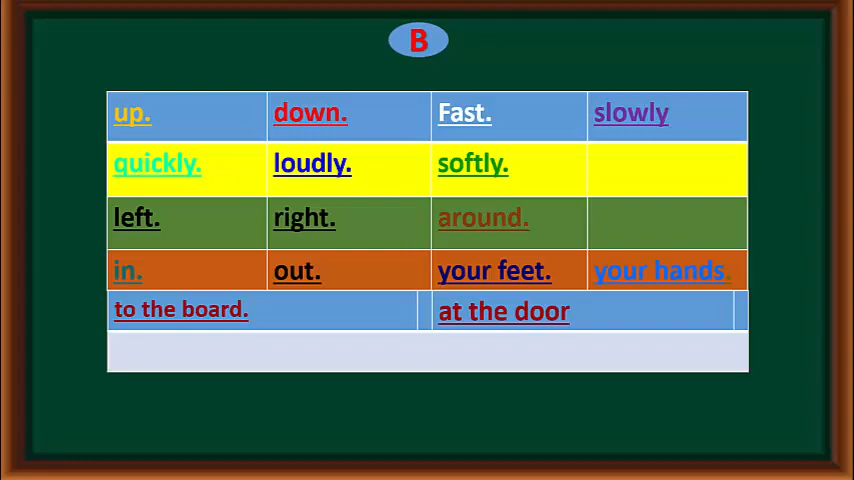 B
up. down. Fast. slowly
quickly. loudly. softly.
left. right. around.
in. out. your feet. your hands.
to the board. at the door